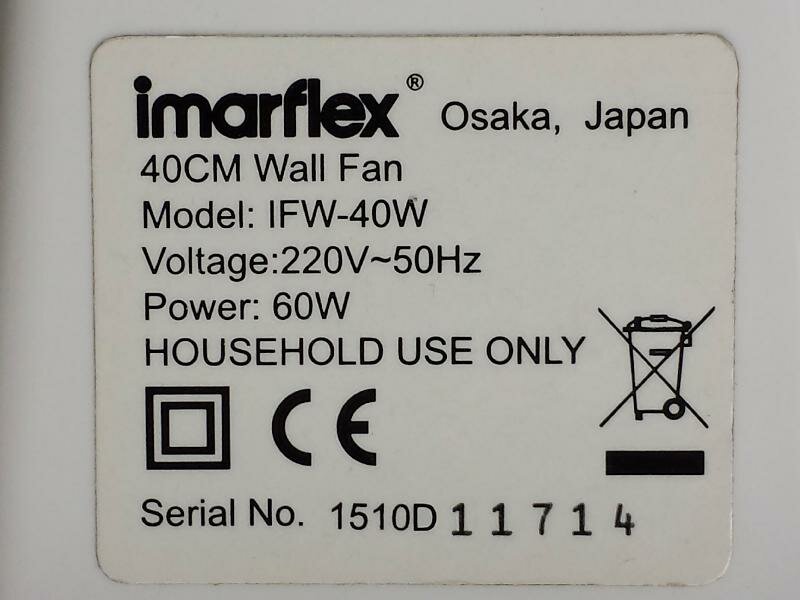 imarflex® Osaka, Japan
40CM Wall Fan
Model: IFW-40W
Voltage:220V~50Hz
Power: 60W
HOUSEHOLD USE ONLY
CE
Serial No. 1510D 11714